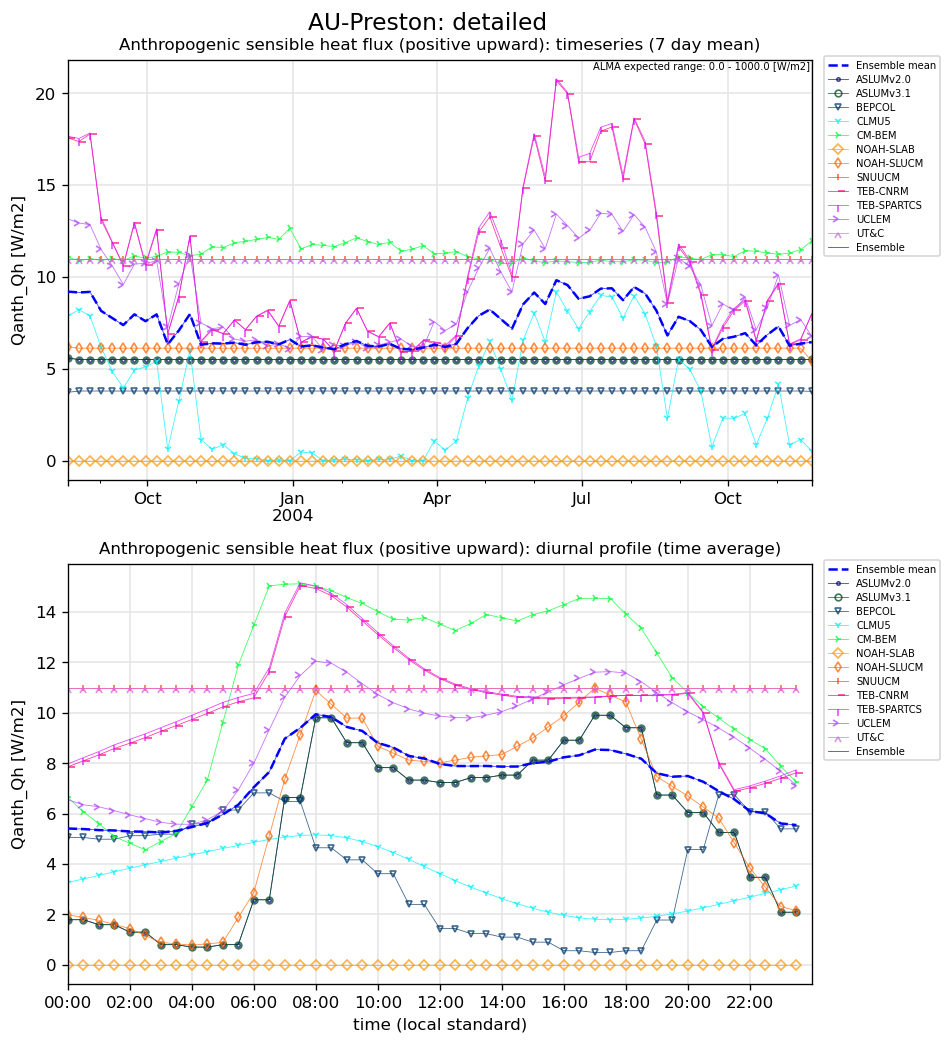 AU-Preston: detailed
Anthropogenic sensible heat flux (positive upward): timeseries (7 day mean)
ALMA expected range: 0.0 - 1000.0 [W/m2]
Qanth_Qh [W/m2]
20
15
10
5
0
Oct
Jan
2004
Apr
Jul
Oct
Ensemble mean
ASLUMv2.0
ASLUMv3.1
BEPCOL
CLMU5
CM-BEM
NOAH-SLAB
NOAH-SLUCM
SNUUCM
TEB-CNRM
TEB-SPARTCS
UCLEM
UT&C
Ensemble
Anthropogenic sensible heat flux (positive upward): diurnal profile (time average)
Qanth_Qh [W/m2]
14
12
10
8
6
4
2
0
00:00 02:00 04:00 06:00 08:00 10:00 12:00 14:00 16:00 18:00 20:00 22:00
time (local standard)
Ensemble mean
ASLUMv2.0
ASLUMv3.1
BEPCOL
CLMU5
CM-BEM
NOAH-SLAB
NOAH-SLUCM
SNUUCM
TEB-CNRM
TEB-SPARTCS
UCLEM
UT&C
Ensemble